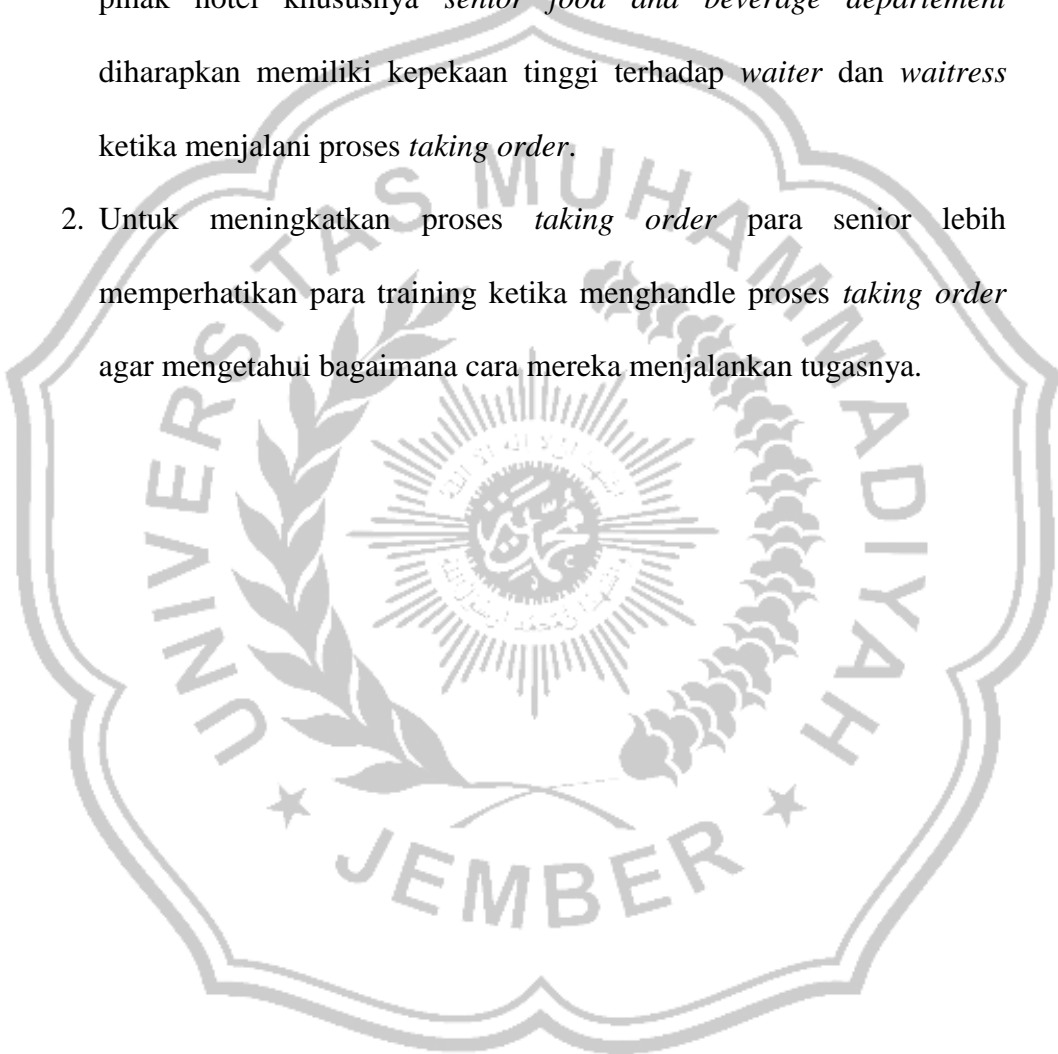 pihak hotel khususnya senior food and beverage departement
diharapkan memiliki kepekaan tinggi terhadap waiter dan waitress
ketika menjalani proses taking order.
2. Untuk meningkatkan proses taking order para senior lebih
memperhatikan para training ketika menghandle proses taking order
agar mengetahui bagaimana cara mereka menjalankan tugasnya.
UNIVERSITAS MUHAMMADIYAH
JEMBER